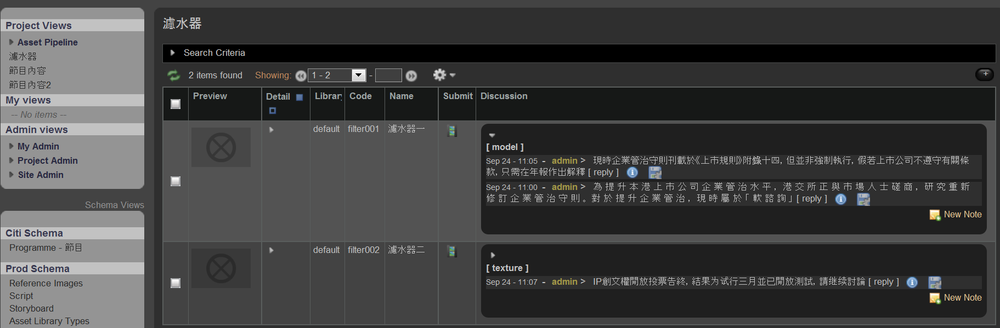 Project Views
Asset Pipeline
濾水器
節目內容
節目內容2
My views
-- No items --
Admin views
My Admin
Project Admin
Site Admin
Schema Views
Citi Schema
Programme - 節目
Prod Schema
Reference Images
Script
Storyboard
Asset Library Types
濾水器
Search Criteria
2 items found Showing: 1 - 2 -
Preview Detail Library Code Name Submit Discussion
default filter001 濾水器一
[ model ]
Sep 24 - 11:05 - admin > 現時企業管治守則刊載於《上市規則》附錄十四, 但並非強制執行, 假若上市公司不遵守有關條
款, 只需在年報作出解釋 [ reply ]
Sep 24 - 11:00 - admin > 為提升本港上市公司企業管治水平, 港交所正與市場人士磋商, 研究重新
修訂企業管治守則。對於提升企業管治, 現時屬於「軟諮詢」[ reply ]
New Note
default filter002 濾水器二
[ texture ]
Sep 24 - 11:07 - admin > IP創文權開放投票告終, 結果为试行三月並已開放測試, 請继续討論 [ reply ]
New Note